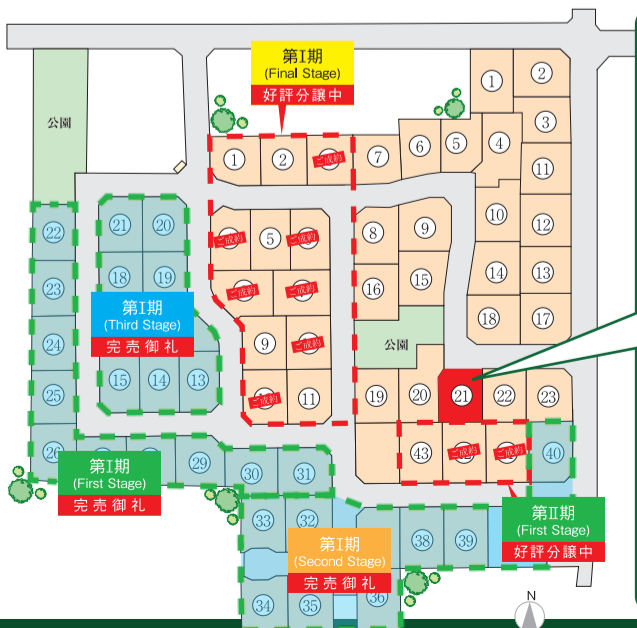 第I期
(Final Stage)
好評分譲中
公園
①
②
ご成約
⑦
⑥
⑤
①
②
③
④
⑪
⑩
⑫
⑭
⑬
⑱
⑰
⑧
⑨
⑯
⑮
公園
㉒
㉓
㉔
㉕
㉑
⑳
⑱
⑲
第I期
(Third Stage)
完売御礼
⑮
⑭
⑬
ご成約
⑤
ご成約
ご成約
ご成約
⑨
ご成約
ご成約
⑪
⑲
⑳
㉑
㉒
㉓
㊸
ご成約
ご成約
㊵
第I期
(First Stage)
完売御礼
㉙
㉚
㉛
㉝
㉜
第I期
(Second Stage)
完売御礼
㉞
㉟
㊱
㊳
㊴
第II期
(First Stage)
好評分譲中
N